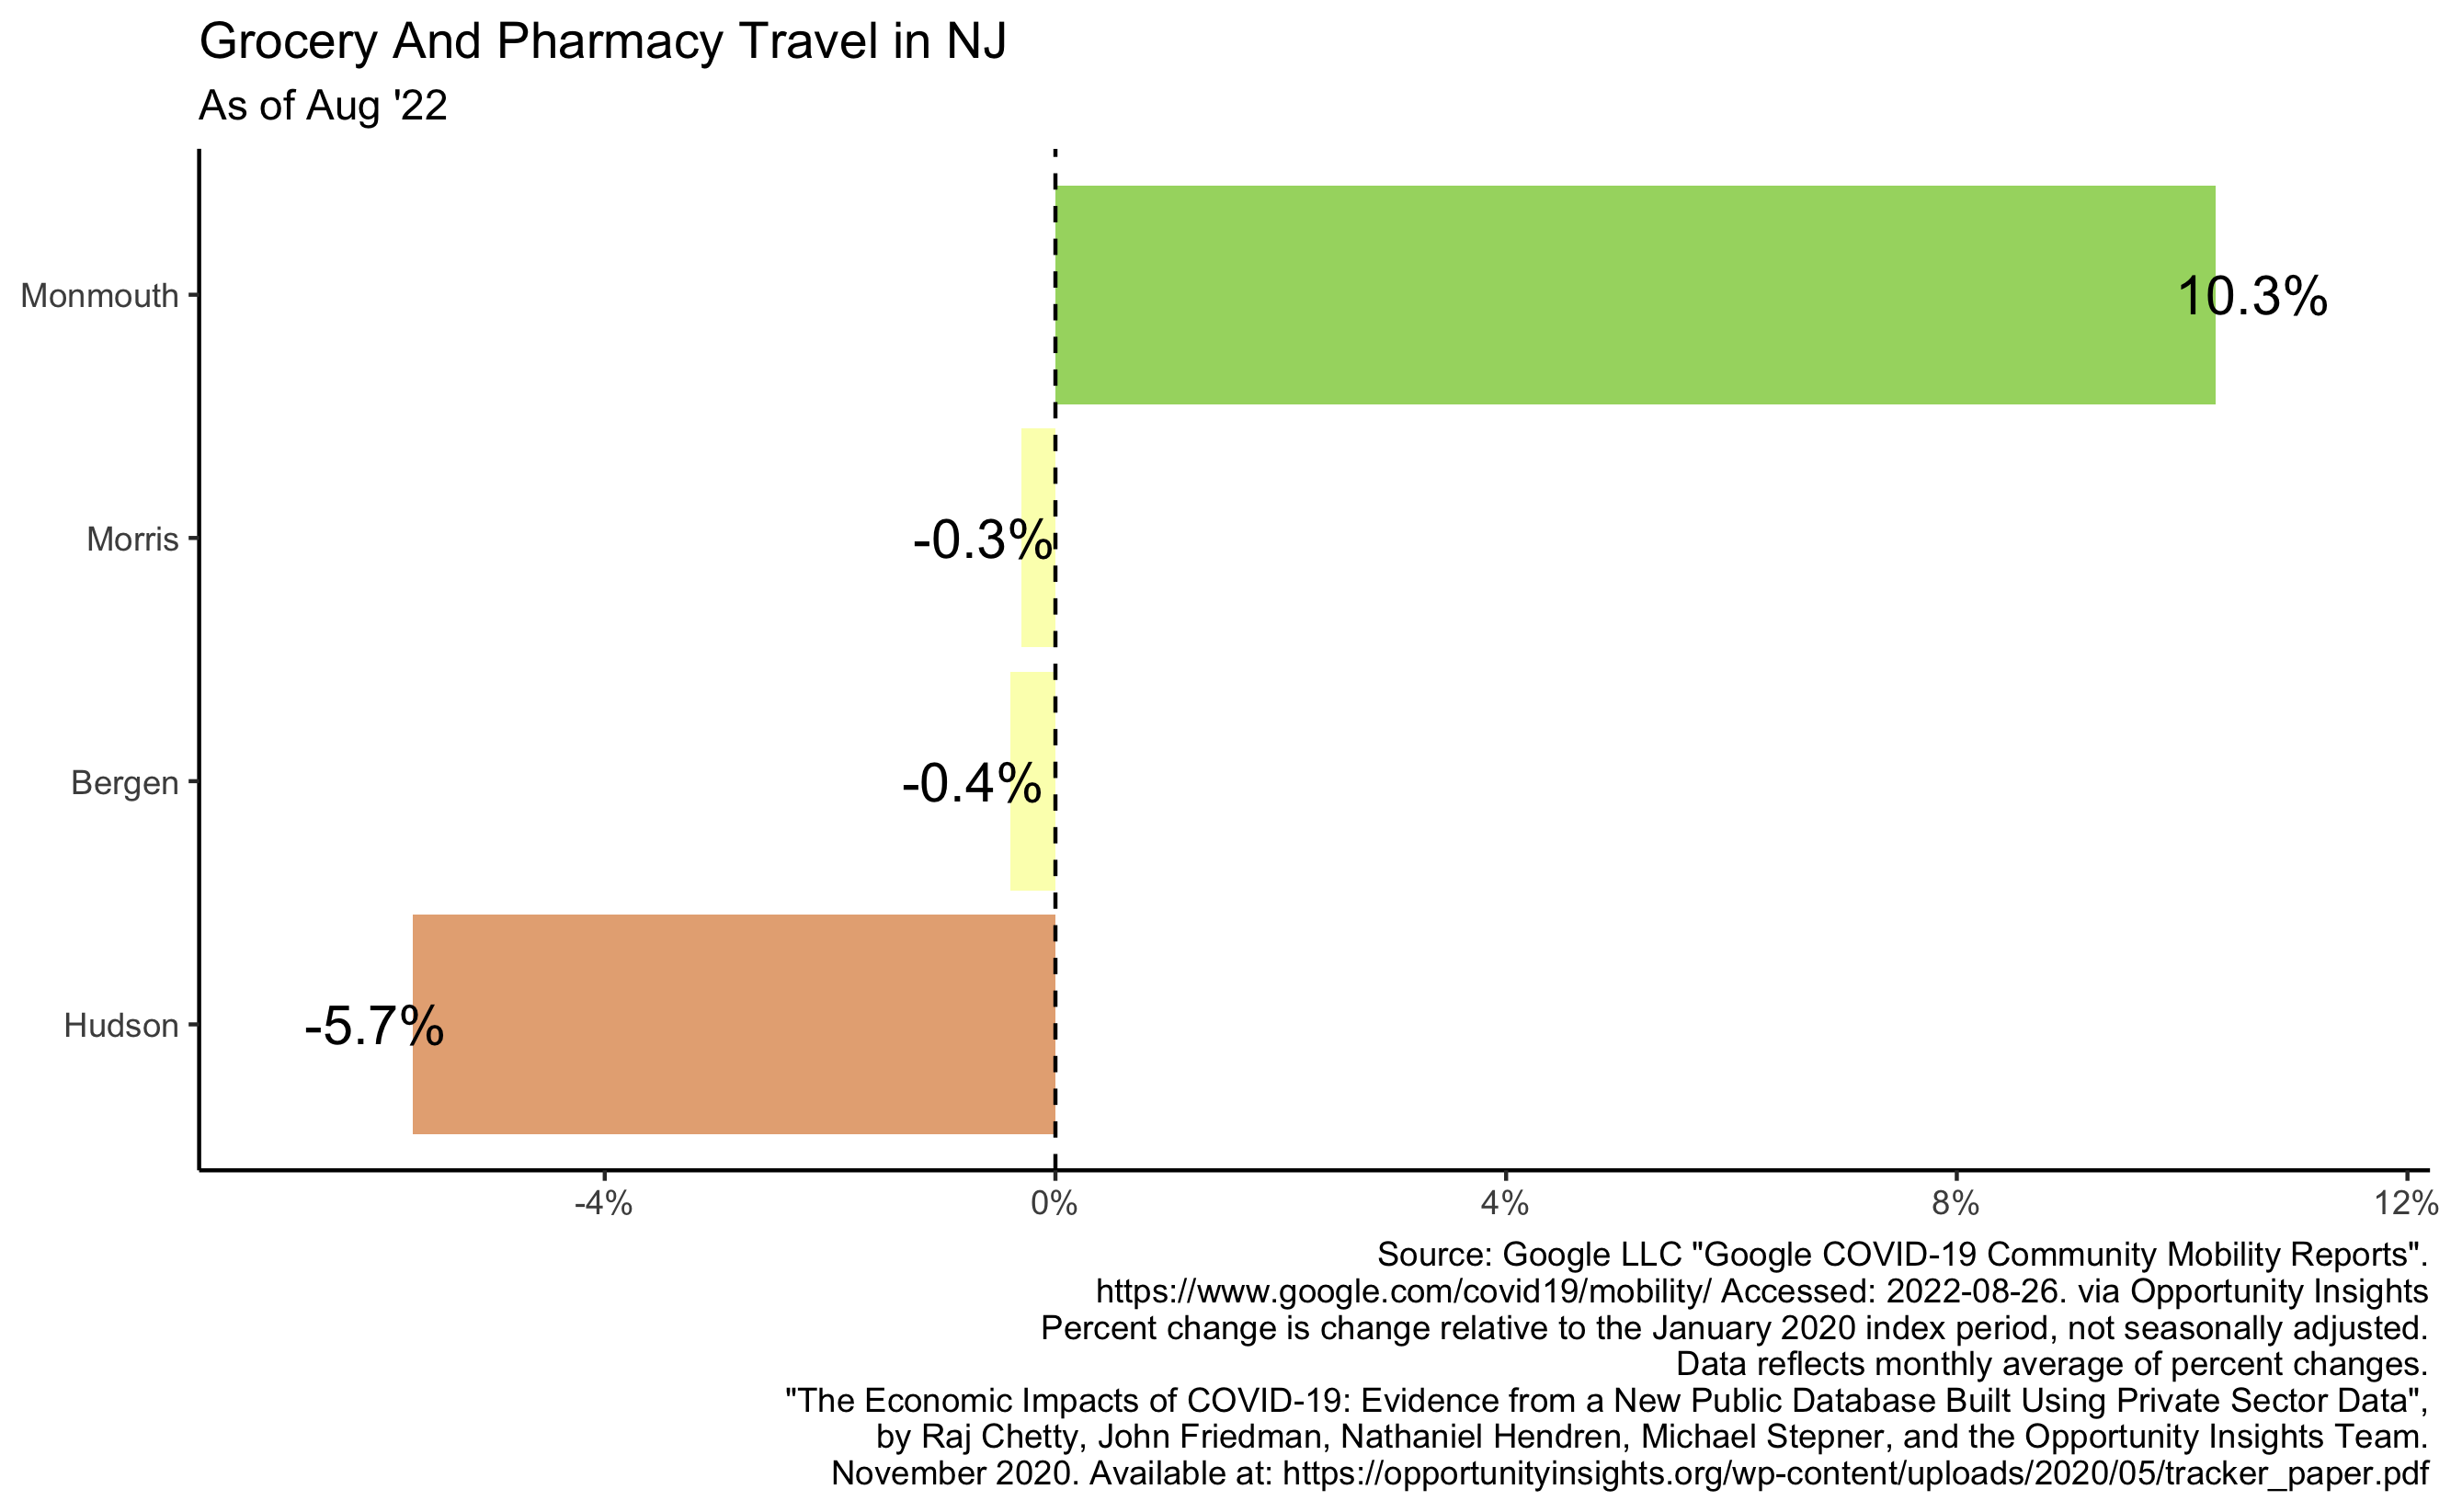 Grocery And Pharmacy Travel in NJ
As of Aug '22
Monmouth
10.3%
Morris
-0.3%
Bergen
-0.4%
Hudson
-5.7%
-4%
0%
4%
8%
12%
Source: Google LLC "Google COVID-19 Community Mobility Reports".
https://www.google.com/covid19/mobility/ Accessed: 2022-08-26. via Opportunity Insights
Percent change is change relative to the January 2020 index period, not seasonally adjusted.
Data reflects monthly average of percent changes.
"The Economic Impacts of COVID-19: Evidence from a New Public Database Built Using Private Sector Data",
by Raj Chetty, John Friedman, Nathaniel Hendren, Michael Stepner, and the Opportunity Insights Team.
November 2020. Available at: https://opportunityinsights.org/wp-content/uploads/2020/05/tracker_paper.pdf